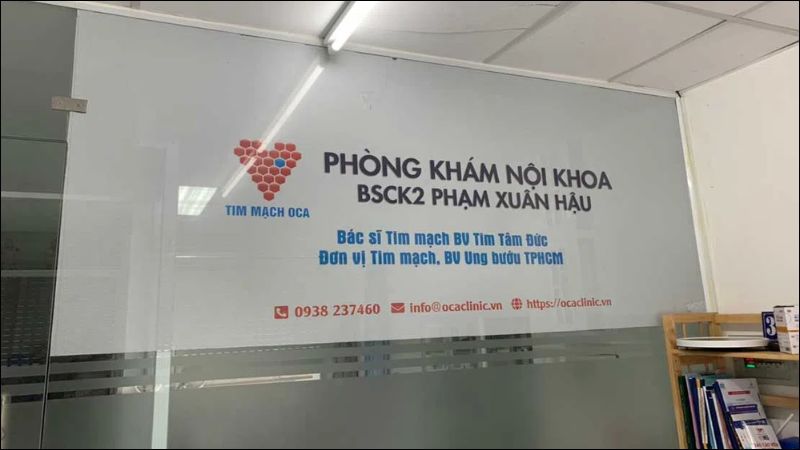 PHÒNG KHÁM NỘI KHOA
BSCK2 PHẠM XUÂN HẬU
TIM MẠCH OCA
Bác sĩ Tim mạch BV Tim Tâm Đức
Đơn vị Tim mạch, BV Ung bướu TPHCM
0938 237460 info@ocaclinic.vn https://ocaclinic.vn
3